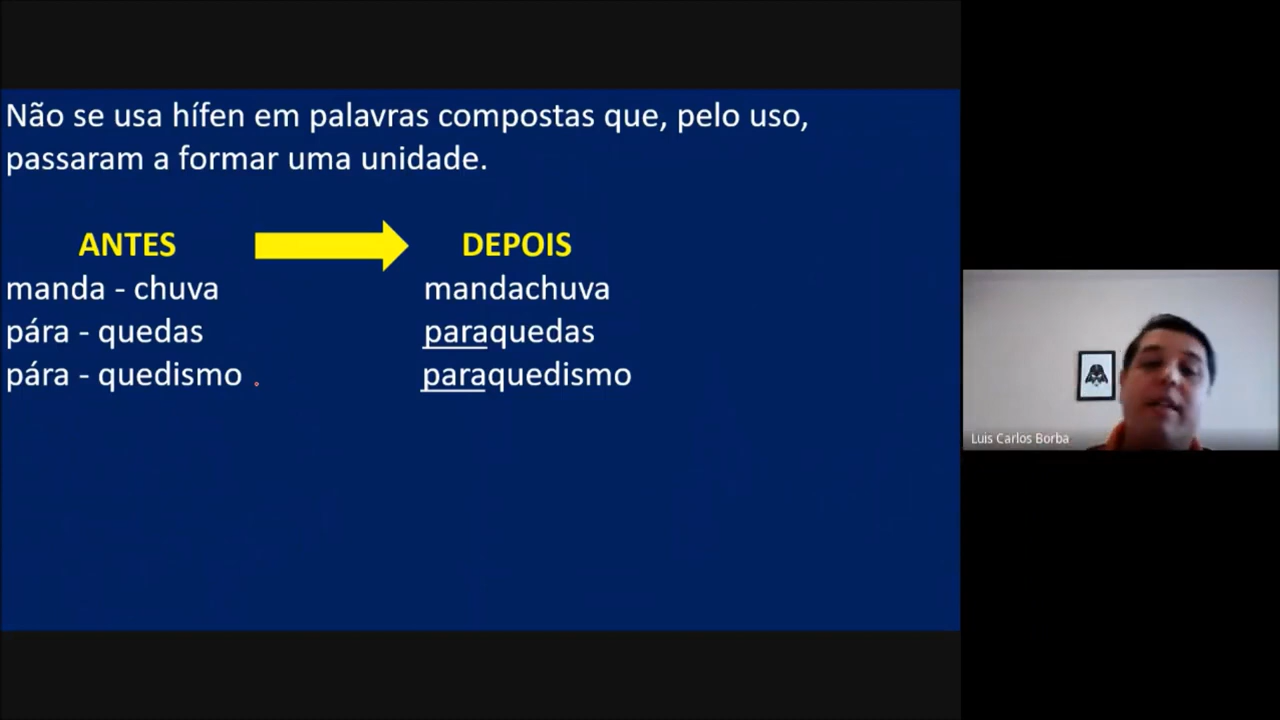 Não se usa hífen em palavras compostas que, pelo uso,
passaram a formar uma unidade.
ANTES DEPOIS
manda - chuva mandachuva
pára - quedas paraquedas
pára - quedismo paraquedismo
Luis Carlos Borba